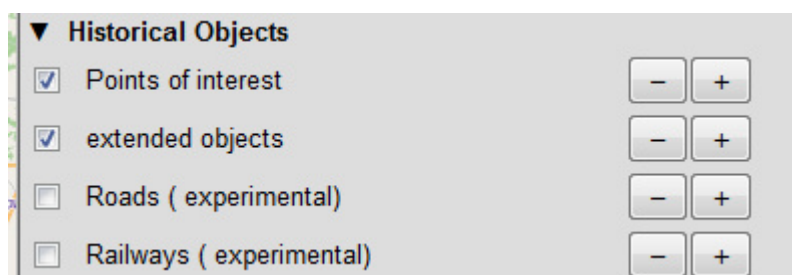 ▼ Historical Objects
Points of interest − +
extended objects − +
Roads ( experimental) − +
Railways ( experimental) − +